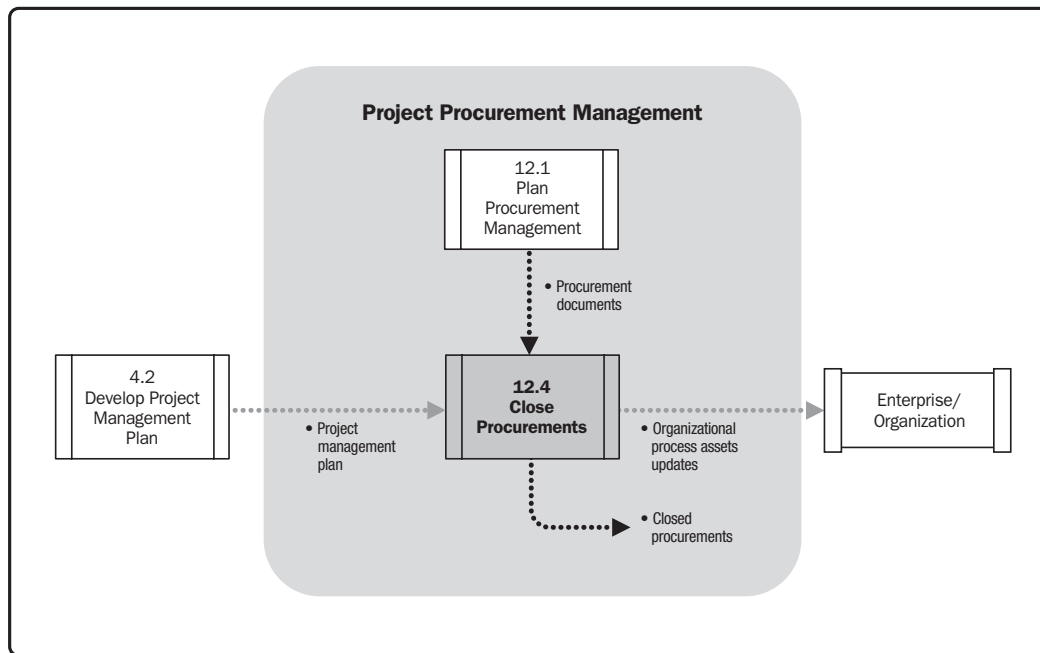 Project Procurement Management
12.1
Plan
Procurement
Management
• Procurement
documents
4.2
Develop Project
Management
Plan
• Project
management
plan
12.4
Close
Procurements
• Organizational
process assets
updates
Enterprise/
Organization
• Closed
procurements